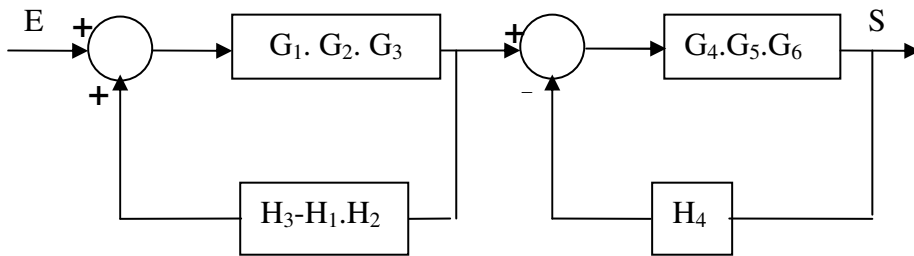 E
S
+
+
G₁. G₂. G₃
+
-
G₄.G₅.G₆
H₃-H₁.H₂
H₄